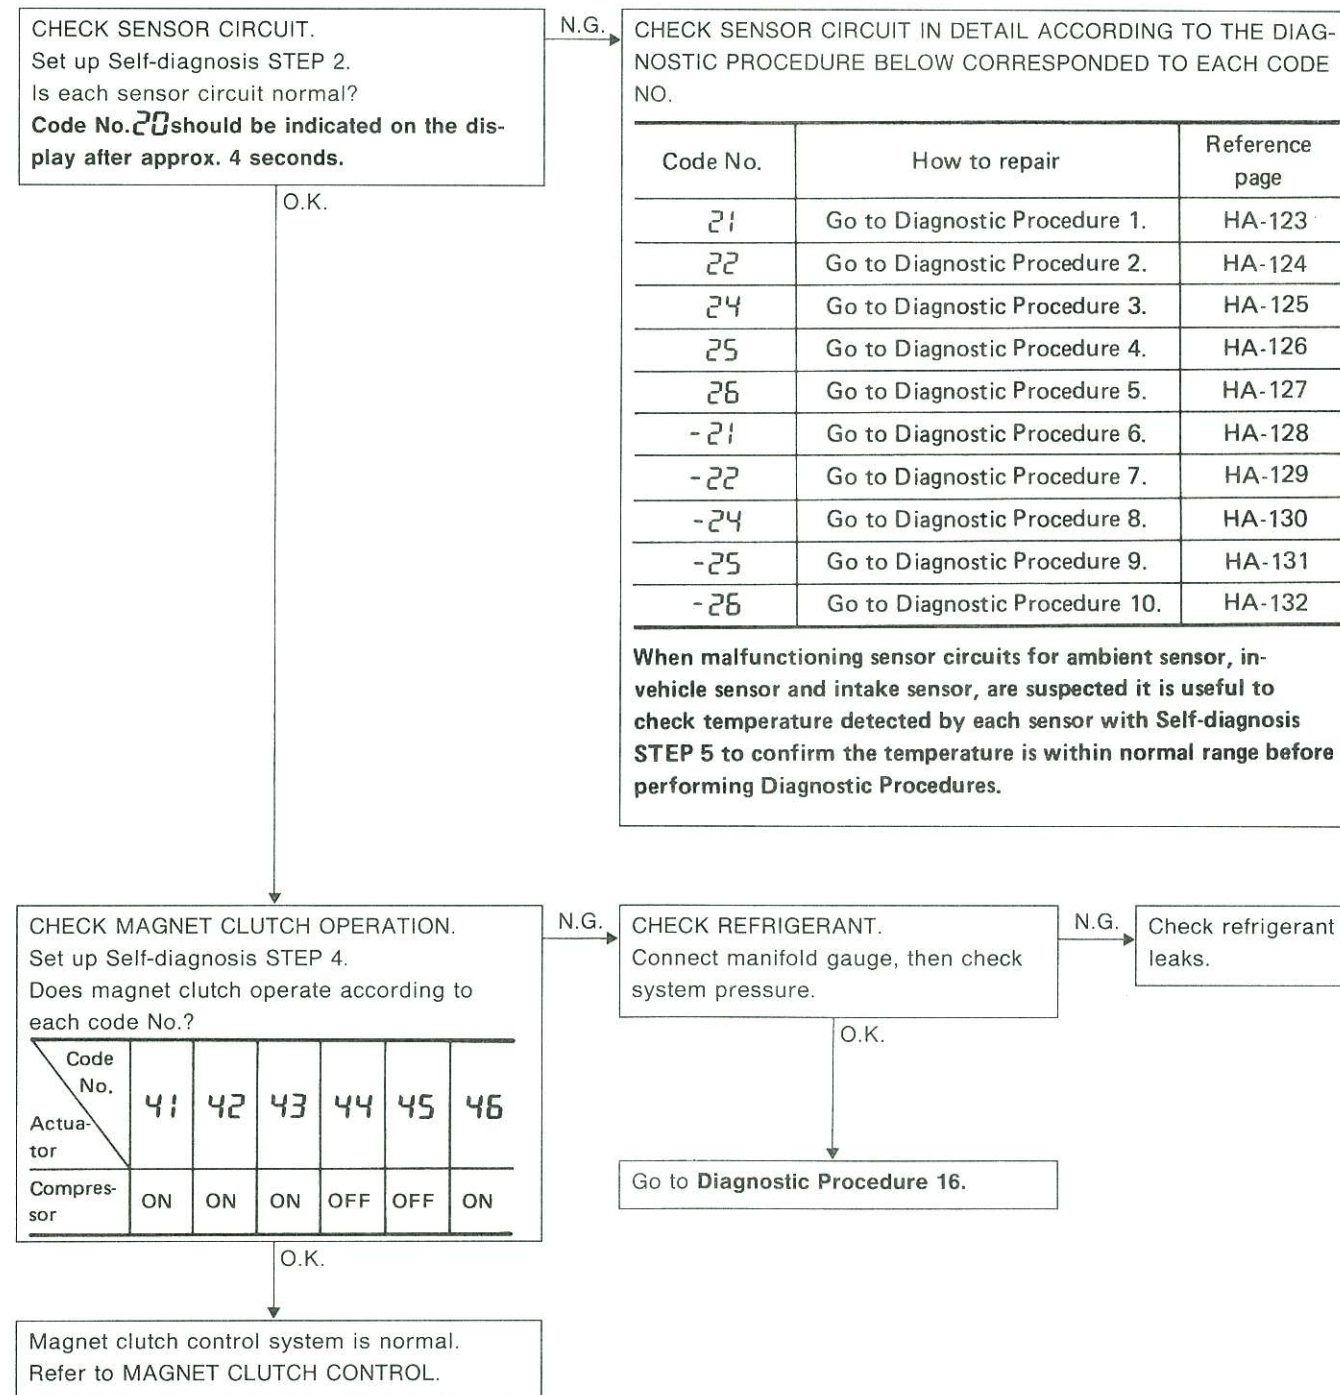 CHECK SENSOR CIRCUIT.
Set up Self-diagnosis STEP 2.
Is each sensor circuit normal?
Code No. 20 should be indicated on the dis-
play after approx. 4 seconds.
N.G.
CHECK SENSOR CIRCUIT IN DETAIL ACCORDING TO THE DIAG-
NOSTIC PROCEDURE BELOW CORRESPONDED TO EACH CODE
NO.
Code No. How to repair Reference page
21 Go to Diagnostic Procedure 1. HA-123
22 Go to Diagnostic Procedure 2. HA-124
24 Go to Diagnostic Procedure 3. HA-125
25 Go to Diagnostic Procedure 4. HA-126
26 Go to Diagnostic Procedure 5. HA-127
-21 Go to Diagnostic Procedure 6. HA-128
-22 Go to Diagnostic Procedure 7. HA-129
-24 Go to Diagnostic Procedure 8. HA-130
-25 Go to Diagnostic Procedure 9. HA-131
-26 Go to Diagnostic Procedure 10. HA-132
When malfunctioning sensor circuits for ambient sensor, in-
vehicle sensor and intake sensor, are suspected it is useful to
check temperature detected by each sensor with Self-diagnosis
STEP 5 to confirm the temperature is within normal range before
performing Diagnostic Procedures.
O.K.
CHECK MAGNET CLUTCH OPERATION.
Set up Self-diagnosis STEP 4.
Does magnet clutch operate according to
each code No.?
Code
No.
Actua-
tor
41 42 43 44 45 46
Compres-
sor
ON ON ON OFF OFF ON
N.G.
CHECK REFRIGERANT.
Connect manifold gauge, then check
system pressure.
N.G.
Check refrigerant
leaks.
O.K.
Go to Diagnostic Procedure 16.
O.K.
Magnet clutch control system is normal.
Refer to MAGNET CLUTCH CONTROL.